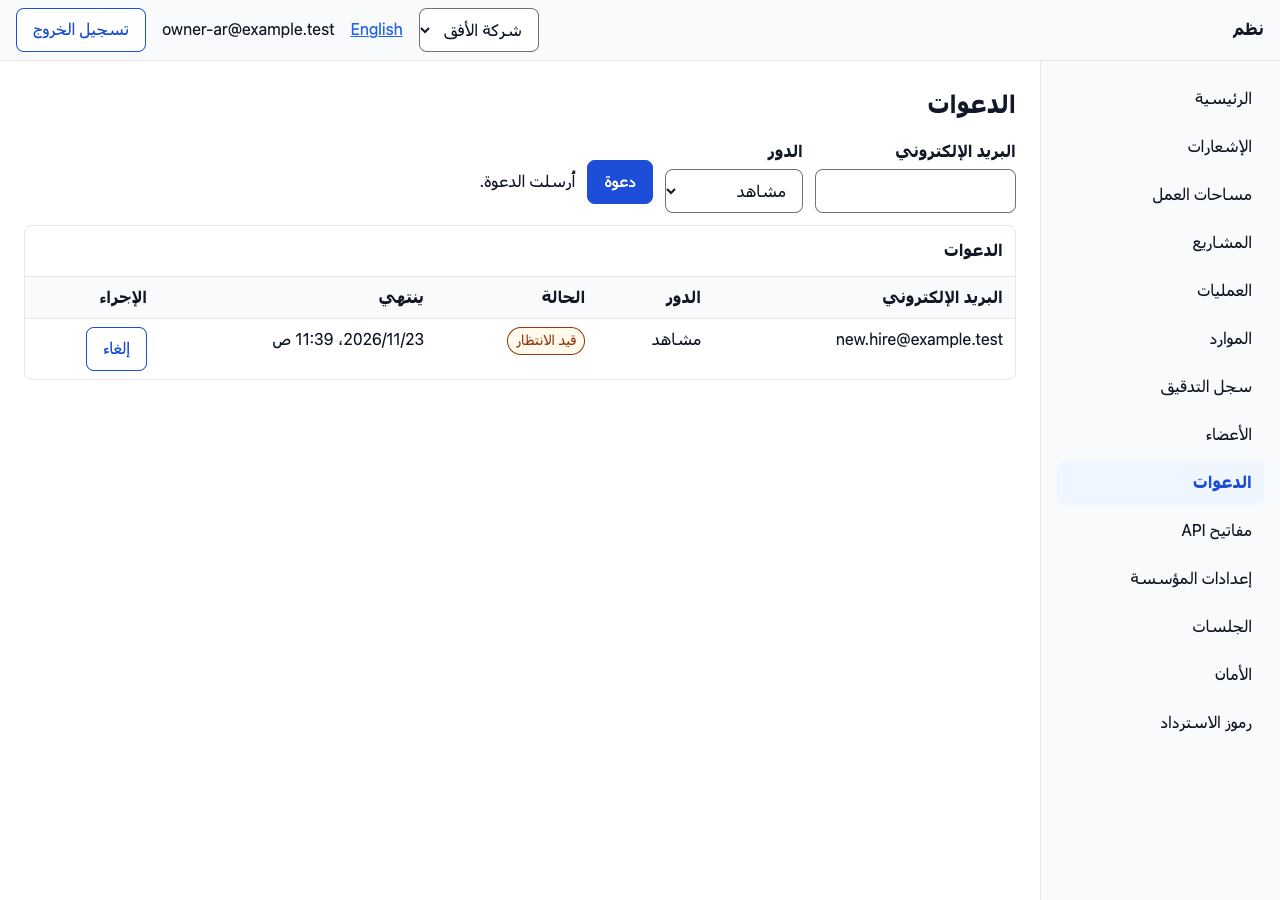 نظم
شركة الأفق
English
owner-ar@example.test
تسجيل الخروج
الرئيسية
الإشعارات
مساحات العمل
المشاريع
العمليات
الموارد
سجل التدقيق
الأعضاء
الدعوات
مفاتيح API
إعدادات المؤسسة
الجلسات
الأمان
رموز الاسترداد
الدعوات
البريد الإلكتروني
الدور
مشاهد
دعوة
أُرسلت الدعوة.
الدعوات
البريد الإلكتروني الدور الحالة ينتهي الإجراء
new.hire@example.test مشاهد قيد الانتظار 2026/11/23، 11:39 ص إلغاء